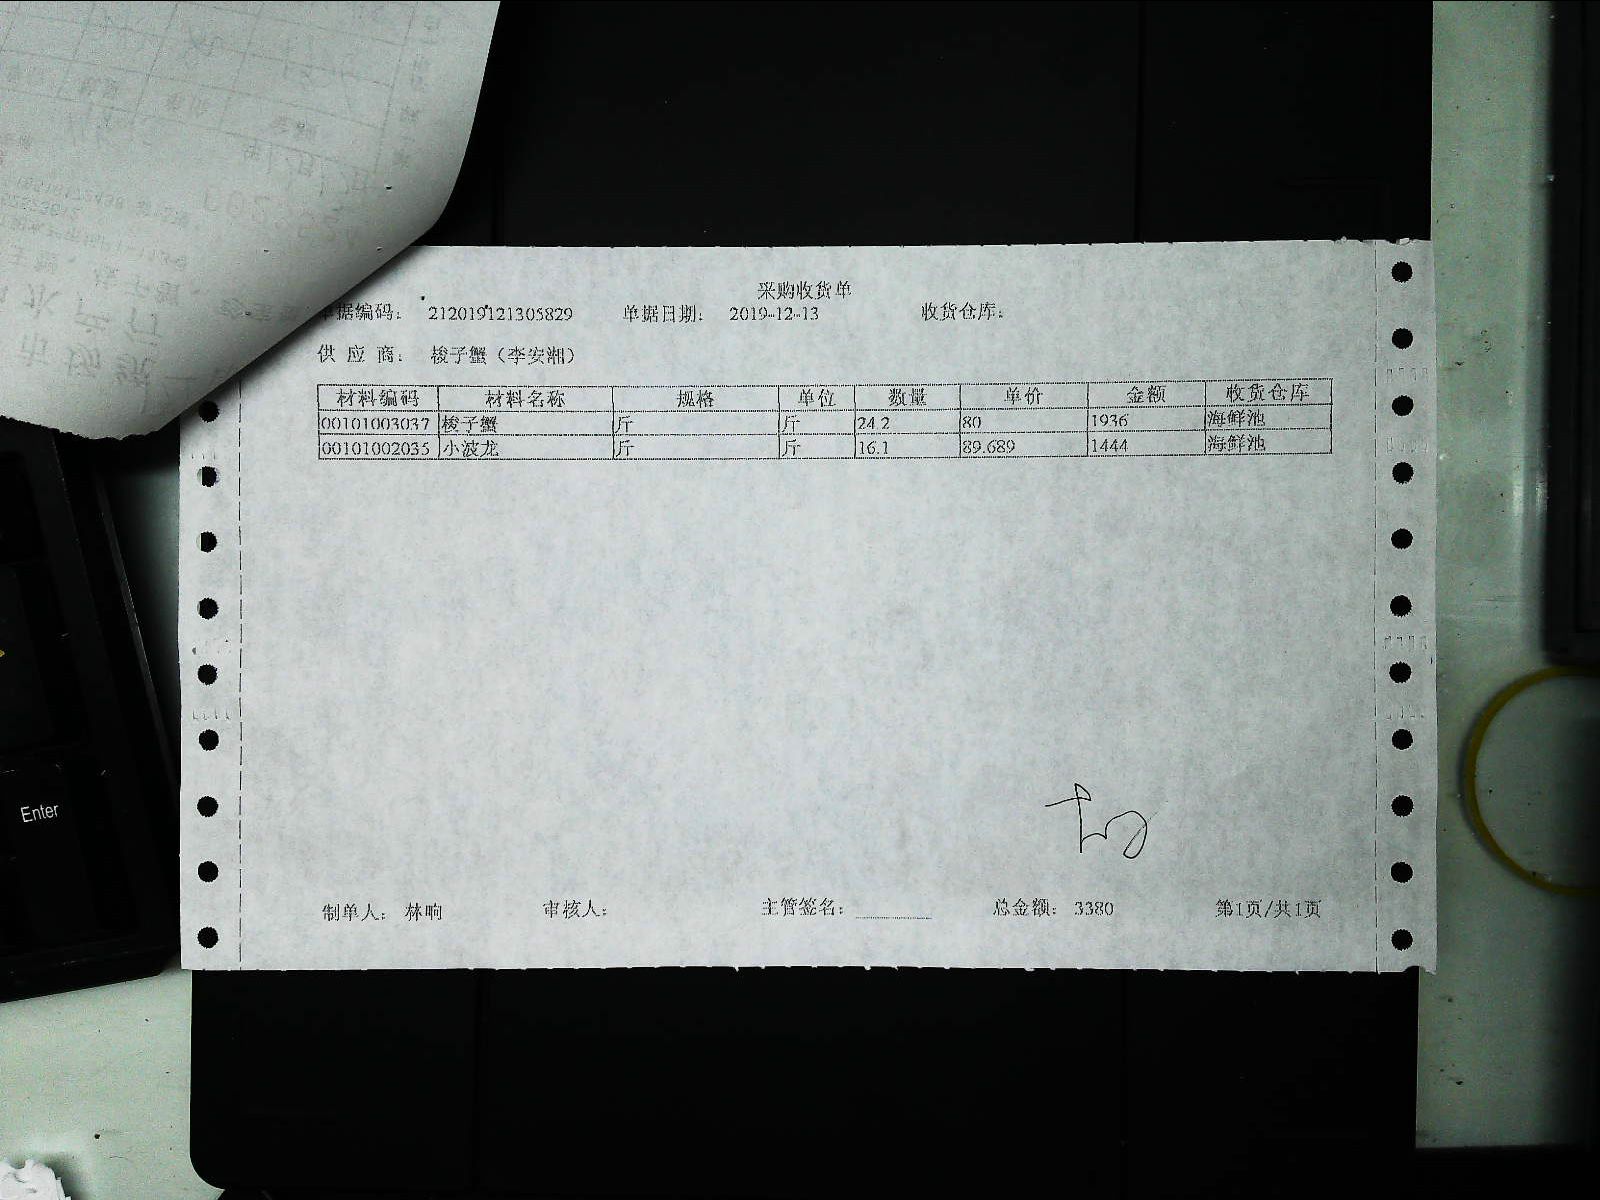 采购收货单
单据编码： 212019121305829 单据日期： 2019-12-13 收货仓库：
供 应 商： 梭子蟹（李安湘）
材料编码 材料名称 规格 单位 数量 单价 金额 收货仓库
00101003037 梭子蟹 斤 斤 24.2 80 1936 海鲜池
00101002035 小波龙 斤 斤 16.1 89.689 1444 海鲜池
制单人： 林响 审核人： 主管签名： 总金额： 3380 第1页/共1页
Enter